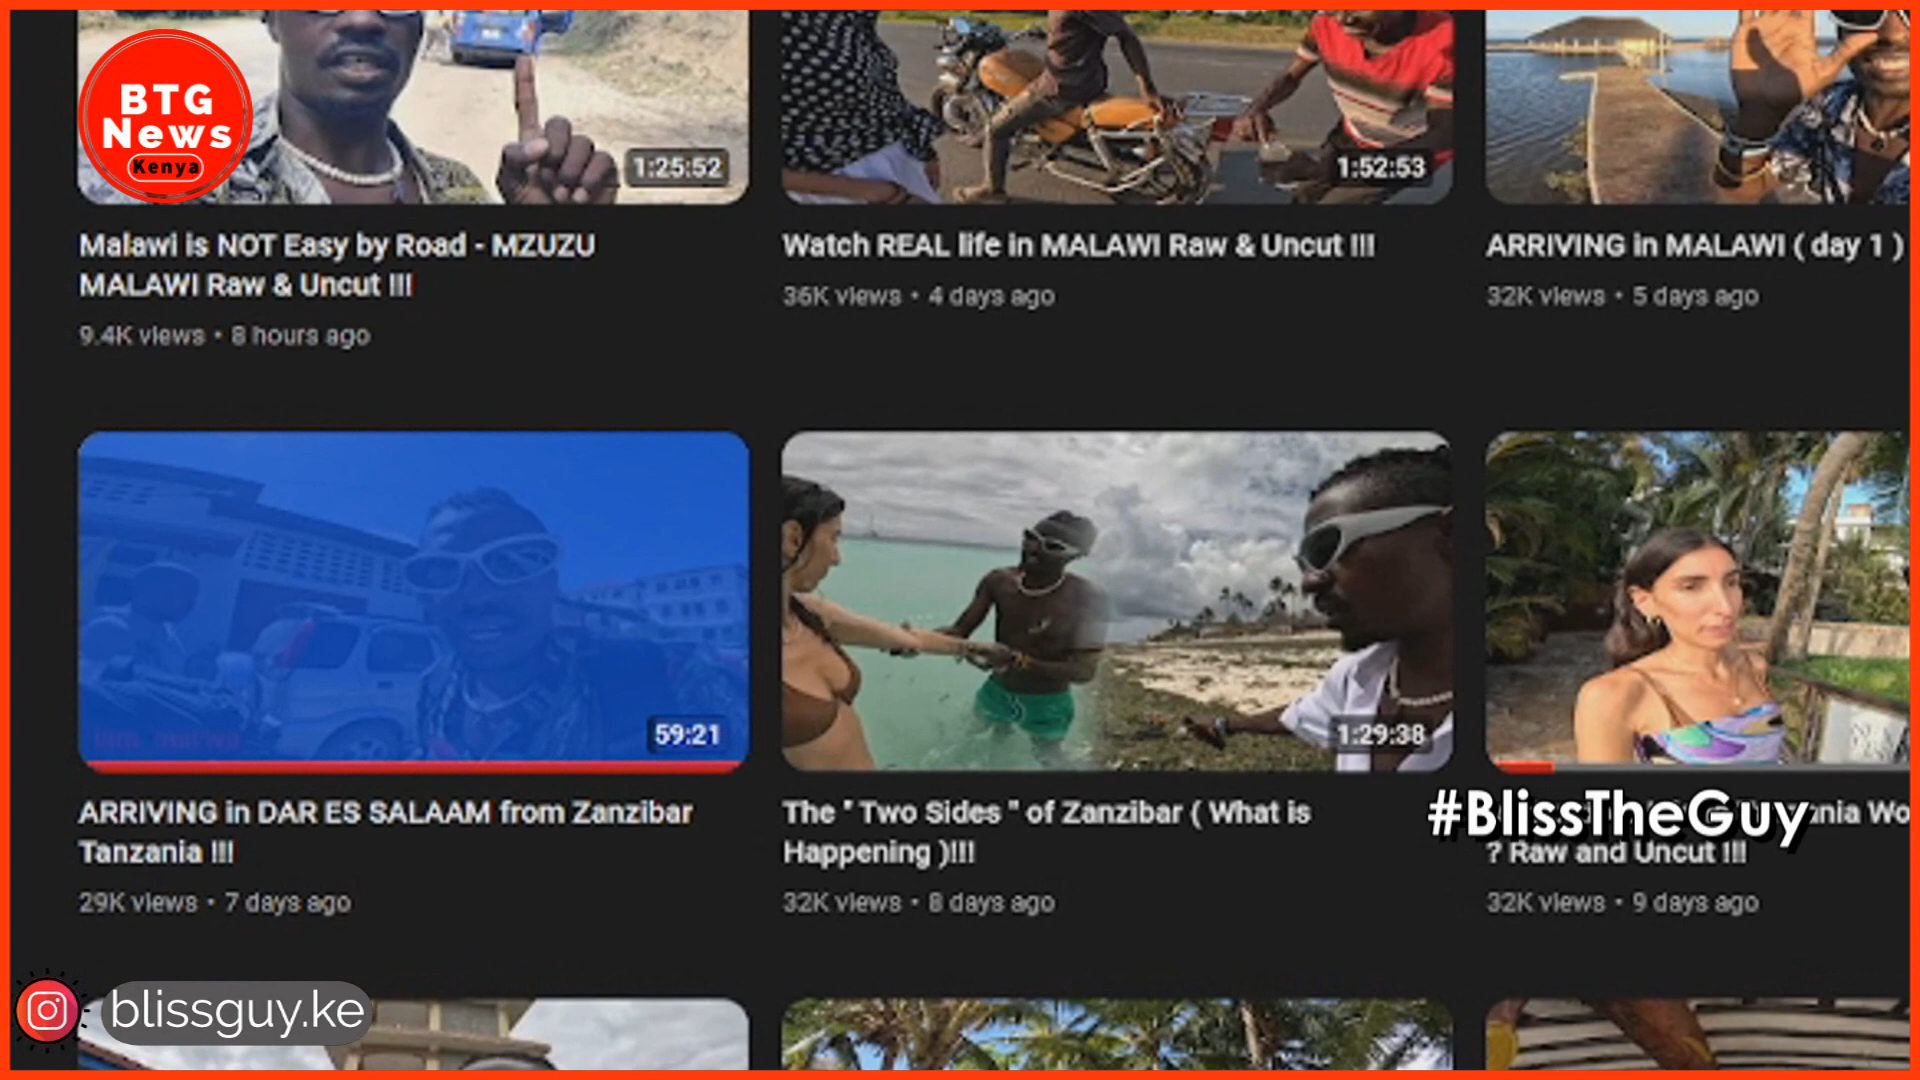 BTG
News
Kenya
1:25:52
1:52:53
Malawi is NOT Easy by Road - MZUZU
MALAWI Raw & Uncut !!!
9.4K views • 8 hours ago
Watch REAL life in MALAWI Raw & Uncut !!!
36K views • 4 days ago
ARRIVING in MALAWI ( day 1 )
32K views • 5 days ago
59:21
1:29:38
ARRIVING in DAR ES SALAAM from Zanzibar
Tanzania !!!
29K views • 7 days ago
The " Two Sides " of Zanzibar ( What is
Happening )!!!
32K views • 8 days ago
#BlissTheGuy
? Raw and Uncut !!!
32K views • 9 days ago
blissguy.ke